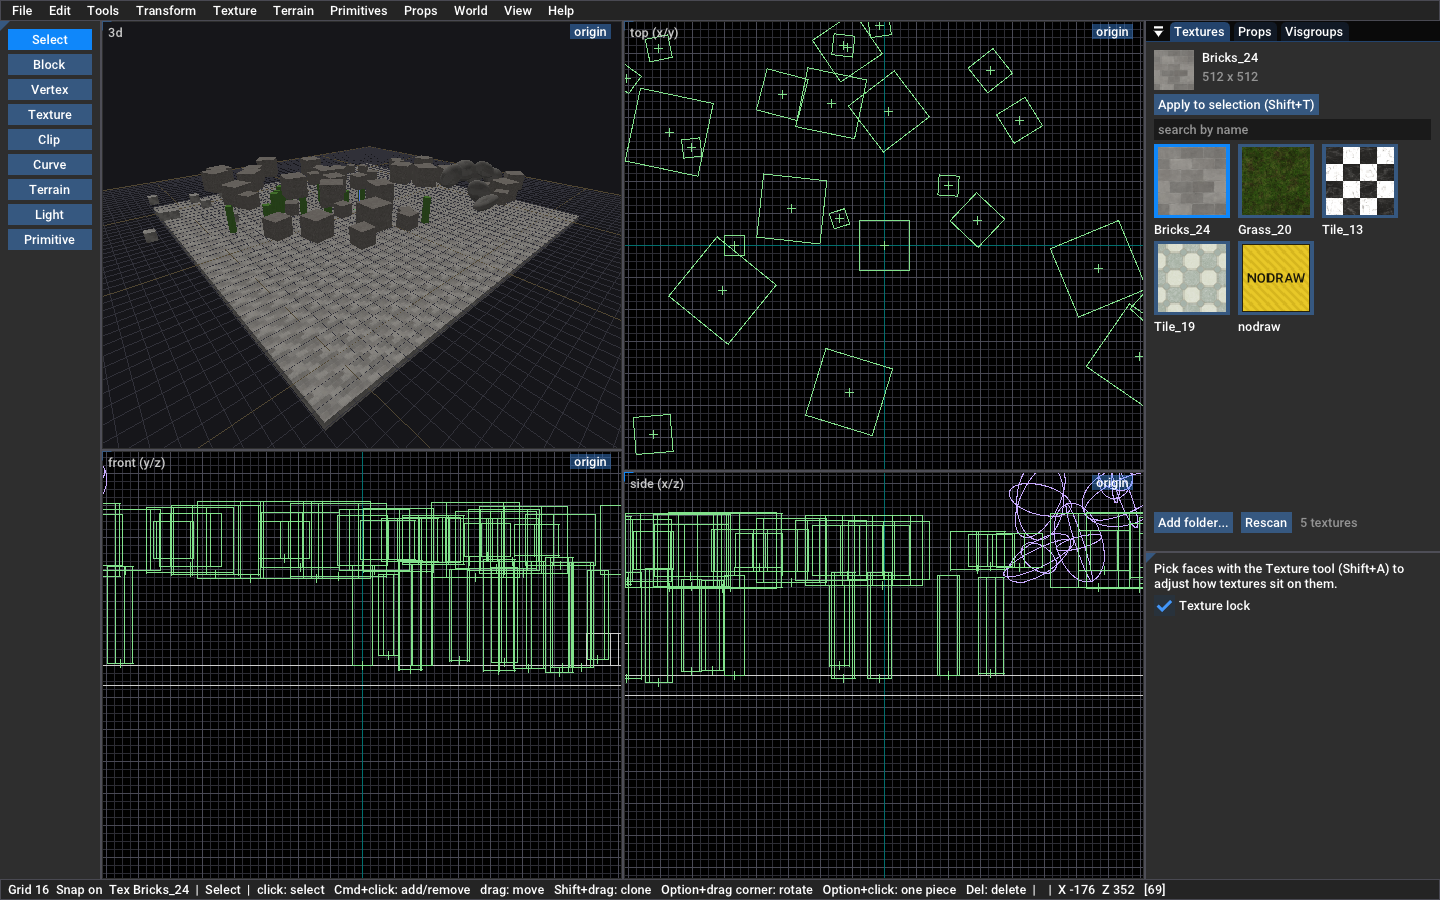 File Edit Tools Transform Texture Terrain Primitives Props World View Help
Select
Block
Vertex
Texture
Clip
Curve
Terrain
Light
Primitive
3d
origin
top (x/y)
origin
front (y/z)
origin
side (x/z)
origin
Textures Props Visgroups
Bricks_24
512 x 512
Apply to selection (Shift+T)
search by name
Bricks_24 Grass_20 Tile_13
NODRAW
Tile_19 nodraw
Add folder... Rescan 5 textures
Pick faces with the Texture tool (Shift+A) to
adjust how textures sit on them.
Texture lock
Grid 16 Snap on Tex Bricks_24 | Select | click: select Cmd+click: add/remove drag: move Shift+drag: clone Option+drag corner: rotate Option+click: one piece Del: delete | | X -176 Z 352 [69]